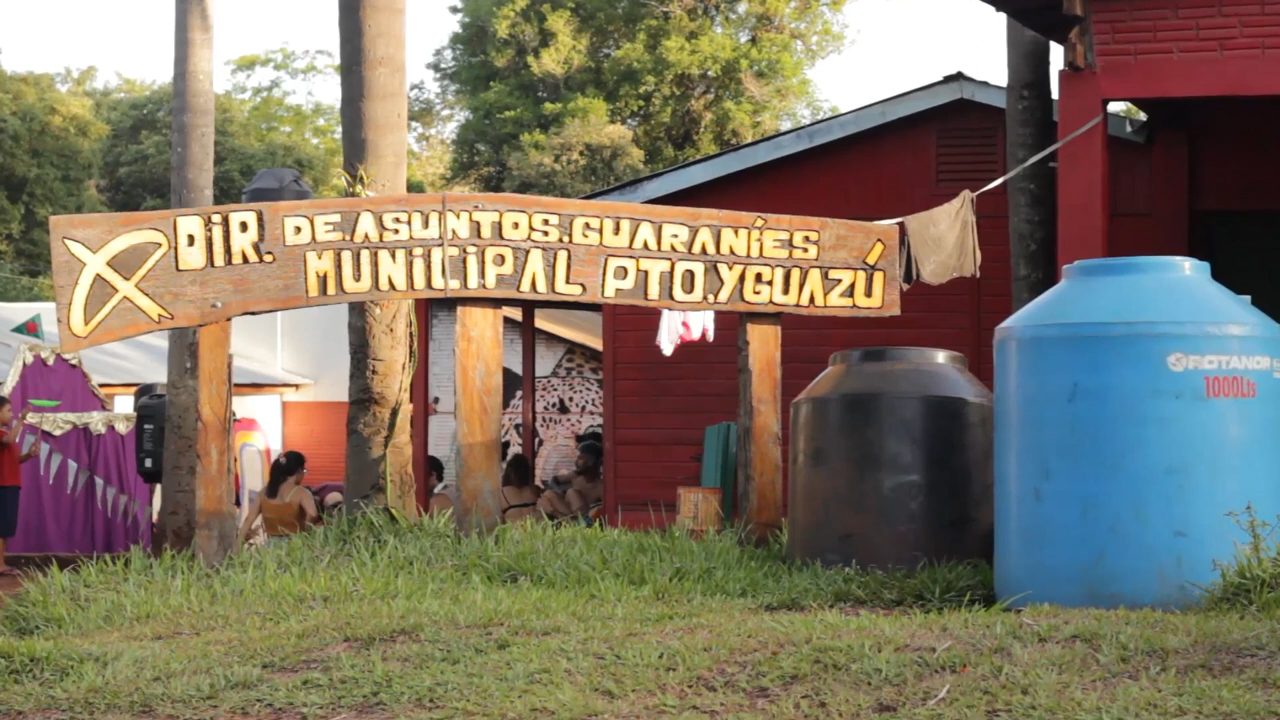 DiR. DE.ASUNTOS.GUARANÍES
MUNICIPAL PTO.YGUAZÚ
ROTANOR
1000Lts